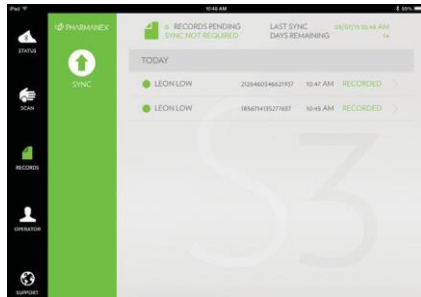 iPad
10:48 AM
STATUS
SCAN
RECORDS
OPERATOR
SUPPORT
PHARMANEX
SYNC
0 RECORDS PENDING
SYNC NOT REQUIRED
LAST SYNC
DAYS REMAINING
14
TODAY
LEON LOW 10:47 AM RECORDED
LEON LOW 10:45 AM RECORDED
S3